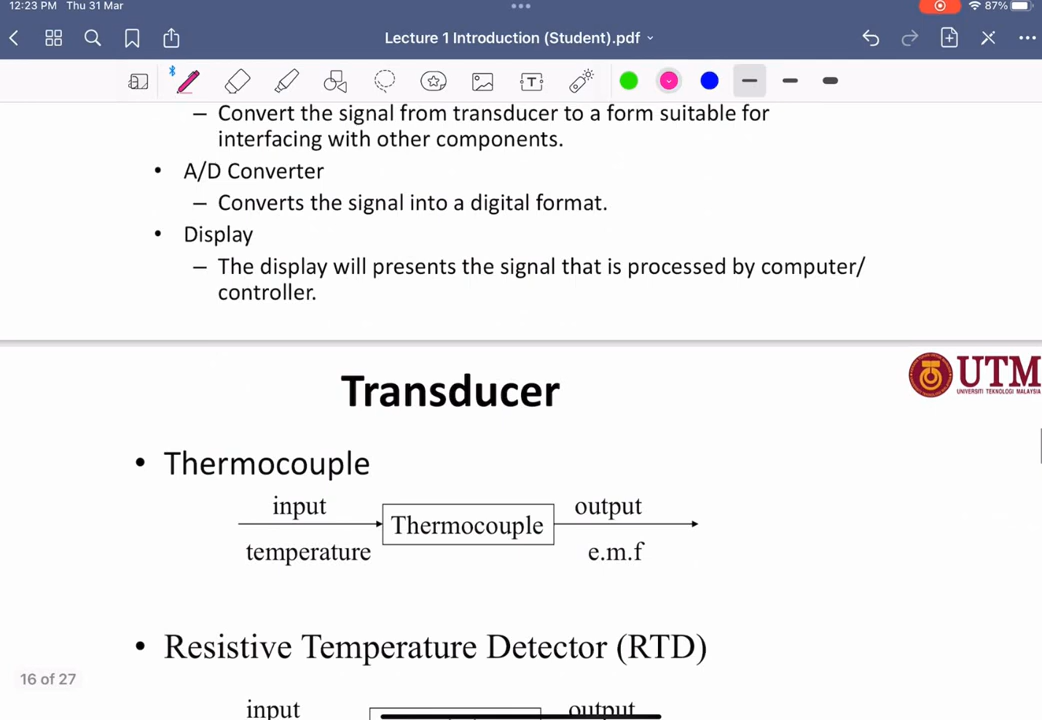 12:23 PM Thu 31 Mar
87%
Lecture 1 Introduction (Student).pdf
– Convert the signal from transducer to a form suitable for
interfacing with other components.
• A/D Converter
– Converts the signal into a digital format.
• Display
– The display will presents the signal that is processed by computer/
controller.
Transducer
UTM
UNIVERSITI TEKNOLOGI MALAYSIA
• Thermocouple
input
output
Thermocouple
temperature
e.m.f
• Resistive Temperature Detector (RTD)
16 of 27
input
output